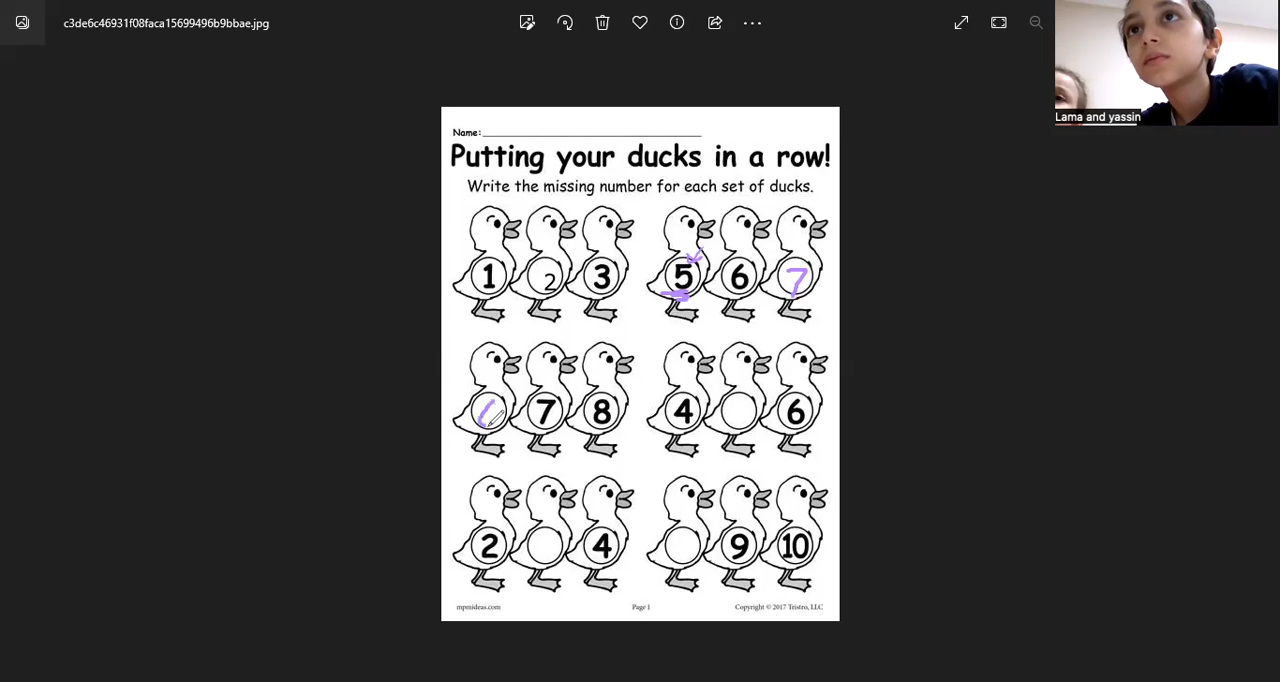 c3de6c46931f08faca15699496b9bbae.jpg
Lama and yassin
Name:
Putting your ducks in a row!
Write the missing number for each set of ducks.
1 2 3 5 6 7
7 8 4 6
2 4 9 10
mpmideas.com Page 1 Copyright © 2017 Tristro, LLC